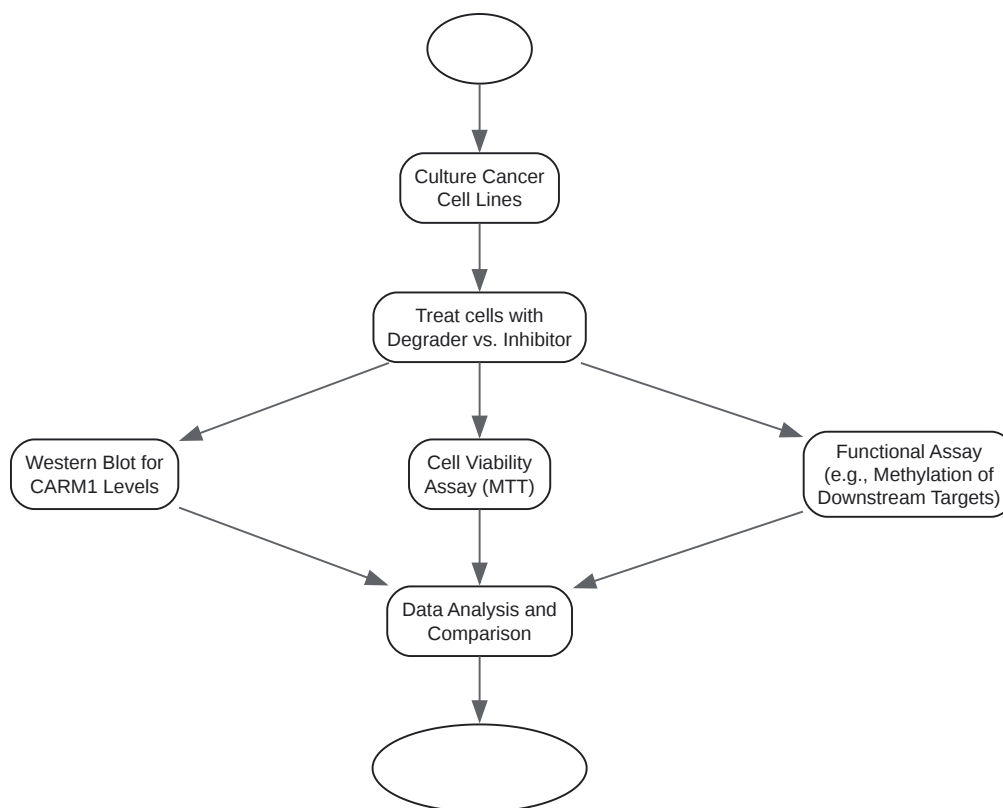 Culture Cancer
Cell Lines
Treat cells with
Degrader vs. Inhibitor
Western Blot for
CARM1 Levels
Cell Viability
Assay (MTT)
Functional Assay
(e.g., Methylation of
Downstream Targets)
Data Analysis and
Comparison